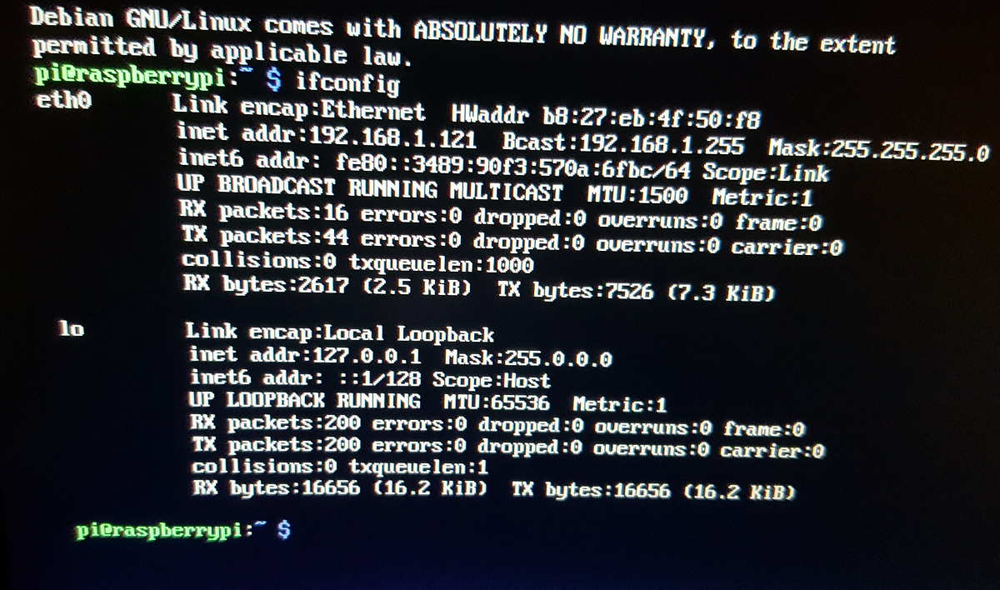 Debian GNU/Linux comes with ABSOLUTELY NO WARRANTY, to the extent
permitted by applicable law.
pi@raspberrypi:~ $ ifconfig
eth0 Link encap:Ethernet HWaddr b8:27:eb:4f:50:f8
inet addr:192.168.1.121 Bcast:192.168.1.255 Mask:255.255.255.0
inet6 addr: fe80::3489:90f3:570a:6fbc/64 Scope:Link
UP BROADCAST RUNNING MULTICAST MTU:1500 Metric:1
RX packets:16 errors:0 dropped:0 overruns:0 frame:0
TX packets:44 errors:0 dropped:0 overruns:0 carrier:0
collisions:0 txqueuelen:1000
RX bytes:2617 (2.5 KiB) TX bytes:7526 (7.3 KiB)
lo Link encap:Local Loopback
inet addr:127.0.0.1 Mask:255.0.0.0
inet6 addr: ::1/128 Scope:Host
UP LOOPBACK RUNNING MTU:65536 Metric:1
RX packets:200 errors:0 dropped:0 overruns:0 frame:0
TX packets:200 errors:0 dropped:0 overruns:0 carrier:0
collisions:0 txqueuelen:1
RX bytes:16656 (16.2 KiB) TX bytes:16656 (16.2 KiB)
pi@raspberrypi:~ $